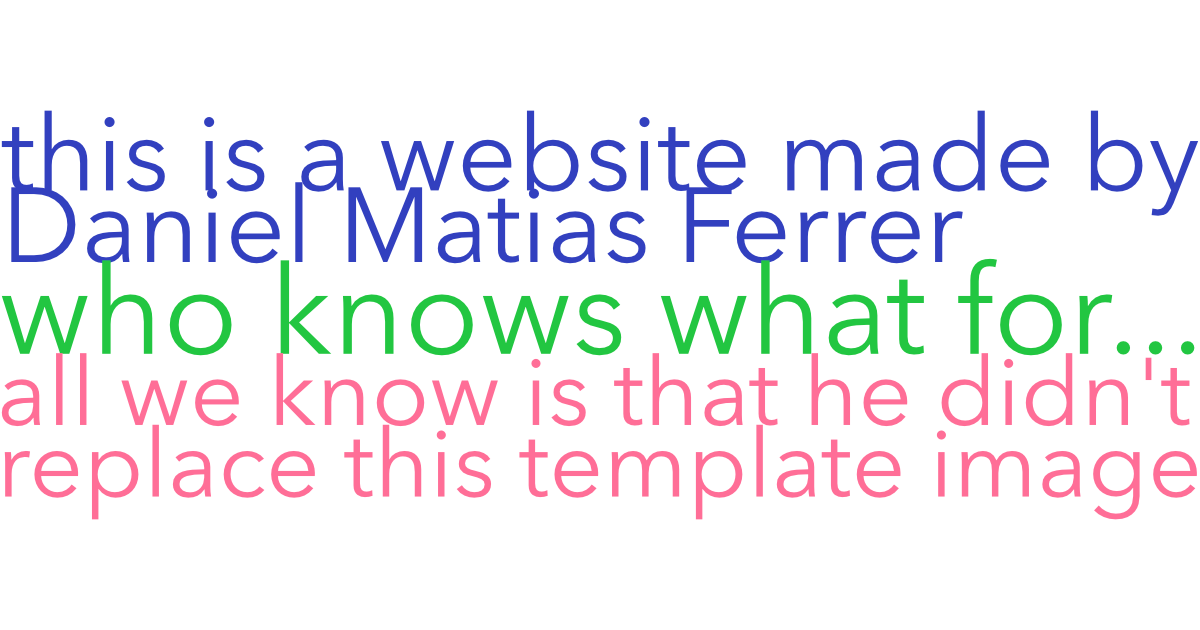 this is a website made by
Daniel Matias Ferrer
who knows what for...
all we know is that he didn't
replace this template image